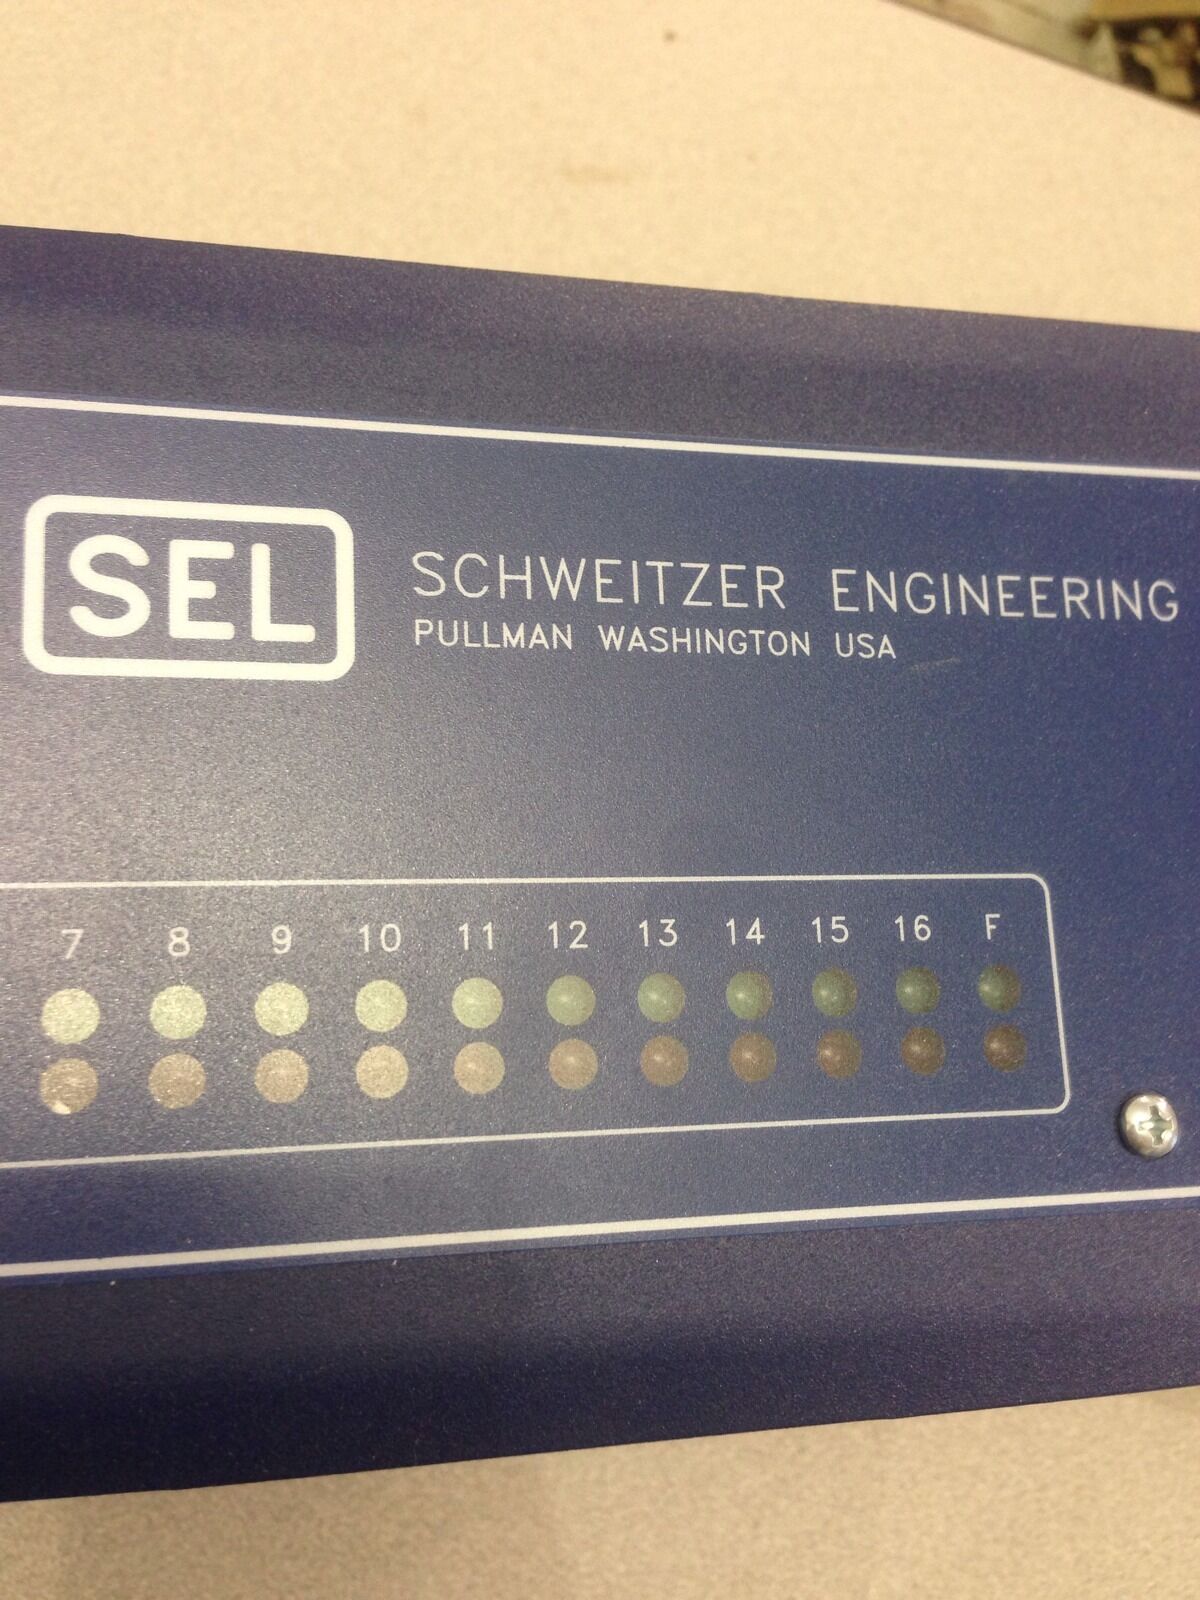 SEL
SCHWEITZER ENGINEERING
PULLMAN WASHINGTON USA
7 8 9 10 11 12 13 14 15 16 F